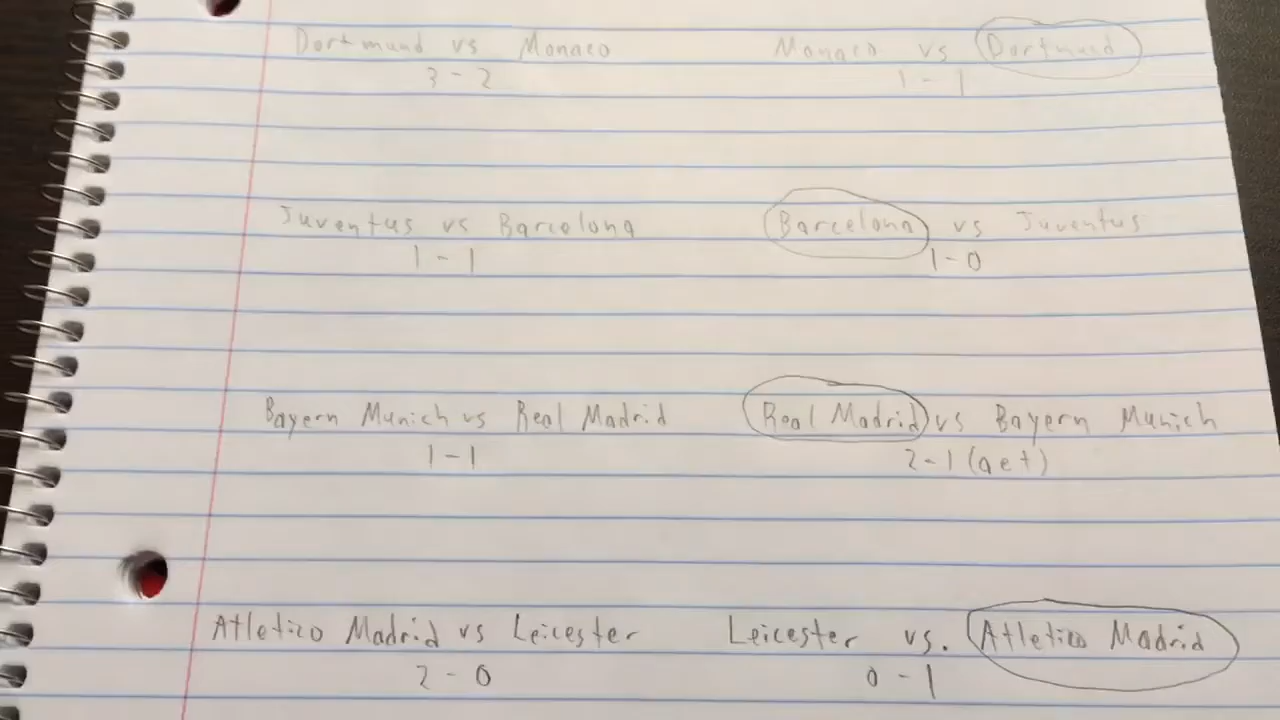 Dortmund vs Monaco Monaco vs Dortmund
3 - 2 1 - 1
Juventus vs Barcelona Barcelona vs Juventus
1 - 1 1 - 0
Bayern Munich vs Real Madrid Real Madrid vs Bayern Munich
1 - 1 2 - 1 (aet)
Atletico Madrid vs Leicester Leicester vs. Atletico Madrid
2 - 0 0 - 1